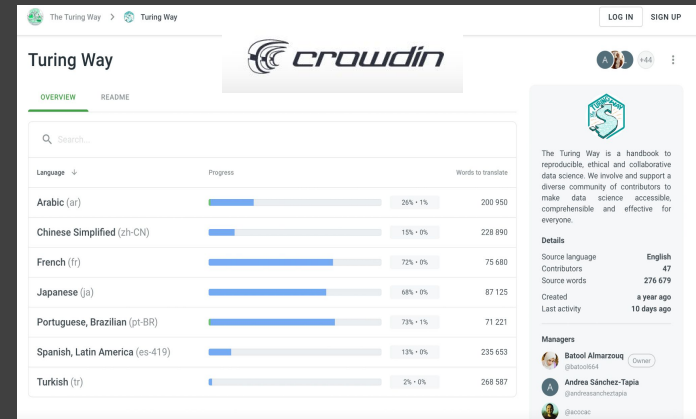 The Turing Way > Turing Way
LOG IN SIGN UP
Turing Way
crowdin
A +44
OVERVIEW README
Search...
Language ↓ Progress Words to translate
Arabic (ar) 26% • 1% 200 950
Chinese Simplified (zh-CN) 15% • 0% 228 890
French (fr) 72% • 0% 75 680
Japanese (ja) 68% • 0% 87 125
Portuguese, Brazilian (pt-BR) 73% • 1% 71 221
Spanish, Latin America (es-419) 13% • 0% 235 653
Turkish (tr) 2% • 0% 268 587
The Turing Way is a handbook to
reproducible, ethical and collaborative
data science. We involve and support a
diverse community of contributors to
make data science accessible,
comprehensible and effective for
everyone.
Details
Source language English
Contributors 47
Source words 276 679
Created a year ago
Last activity 10 days ago
Managers
Batool Almarzouq Owner
@batool664
A
Andrea Sánchez-Tapia
@andreasancheztapia
@acocac